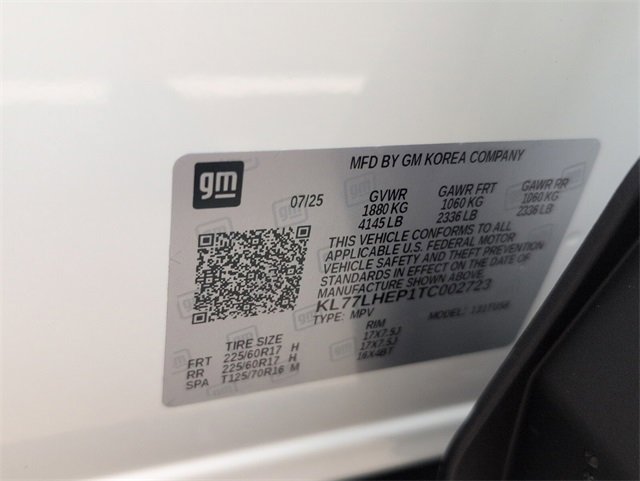 MFD BY GM KOREA COMPANY
gm
07/25
GVWR GAWR FRT GAWR RR
1880 KG 1060 KG 1060 KG
4145 LB 2336 LB 2336 LB
THIS VEHICLE CONFORMS TO ALL
APPLICABLE U.S. FEDERAL MOTOR
VEHICLE SAFETY AND THEFT PREVENTION
STANDARDS IN EFFECT ON THE DATE OF
MANUFACTURE SHOWN ABOVE.
KL77LHEP1TC002723
TYPE: MPV MODEL:
TIRE SIZE RIM
FRT 225/60R17 H 17X7.5J
RR 225/60R17 H 17X7.5J
SPA T125/70R16 M 16X4BT